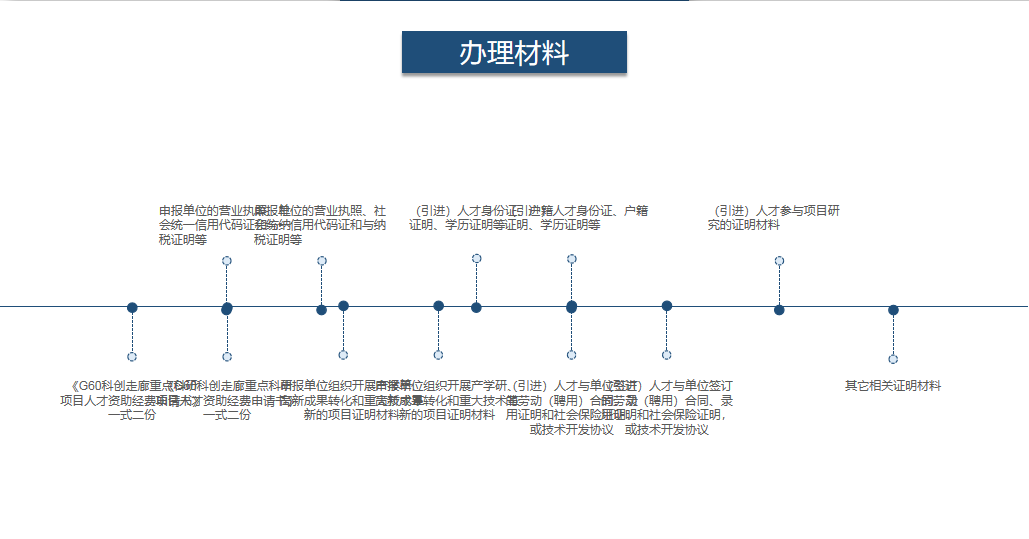 办理材料
申报单位的营业执照、社
会统一信用代码证和与纳
税证明等
申报单位的营业执照、社
会统一信用代码证和与纳
税证明等
（引进）人才身份证、户籍
证明、学历证明等
（引进）人才身份证、户籍
证明、学历证明等
（引进）人才参与项目研
究的证明材料
《G60科创走廊重点科研
项目人才资助经费申请书》
一式二份
《G60科创走廊重点科研
项目人才资助经费申请书》
一式二份
申报单位组织开展产学研、
高新成果转化和重大技术
新的项目证明材料
申报单位组织开展产学研、
高新成果转化和重大技术
新的项目证明材料
（引进）人才与单位签订
的劳动（聘用）合同、录
用证明和社会保险证明，
或技术开发协议
（引进）人才与单位签订
的劳动（聘用）合同、录
用证明和社会保险证明，
或技术开发协议
其它相关证明材料